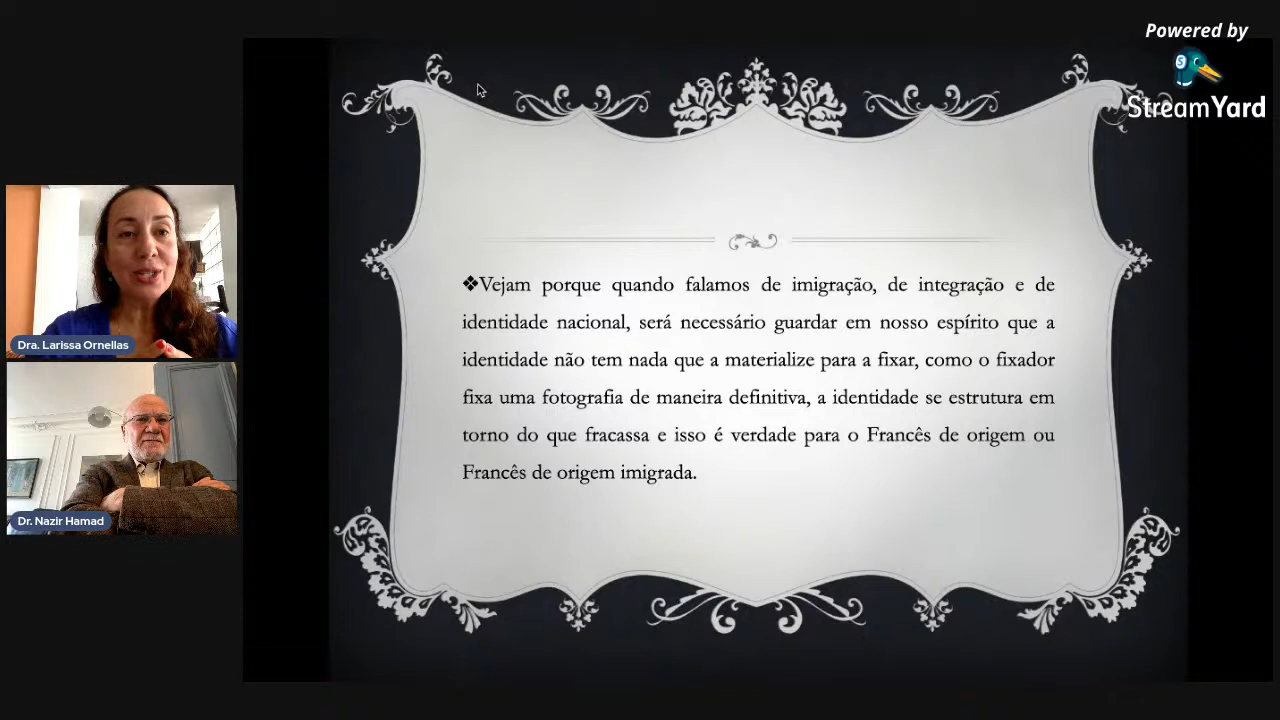 Powered by
StreamYard
Dra. Larissa Ornellas
Dr. Nazir Hamad
❖Vejam porque quando falamos de imigração, de integração e de
identidade nacional, será necessário guardar em nosso espírito que a
identidade não tem nada que a materialize para a fixar, como o fixador
fixa uma fotografia de maneira definitiva, a identidade se estrutura em
torno do que fracassa e isso é verdade para o Francês de origem ou
Francês de origem imigrada.